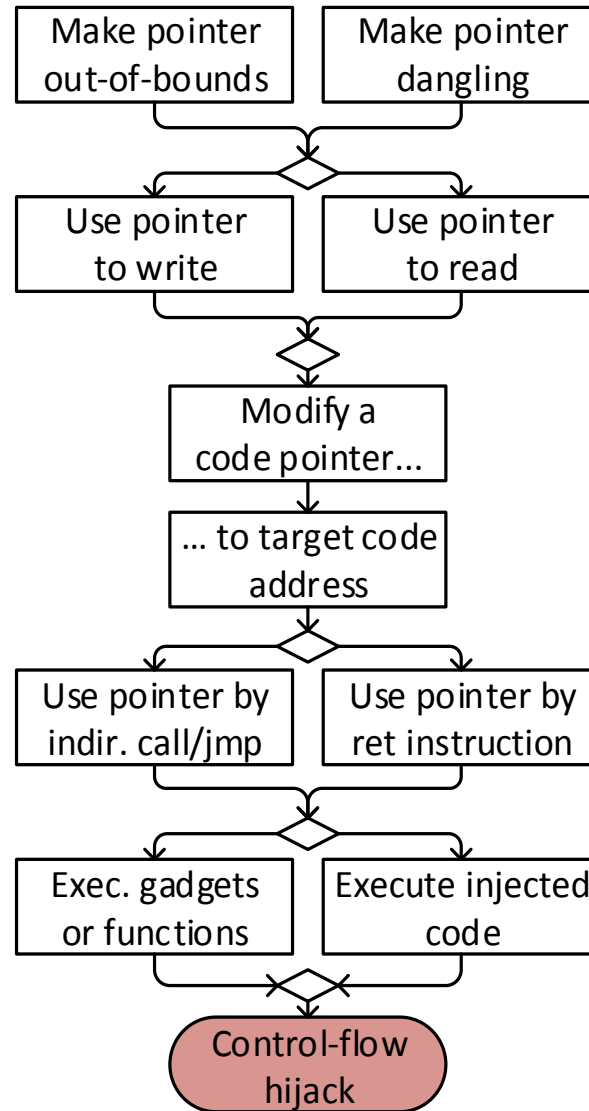 Make pointer
out-of-bounds
Make pointer
dangling
Use pointer
to write
Use pointer
to read
Modify a
code pointer...
... to target code
address
Use pointer by
indir. call/jmp
Use pointer by
ret instruction
Exec. gadgets
or functions
Execute injected
code
Control-flow
hijack